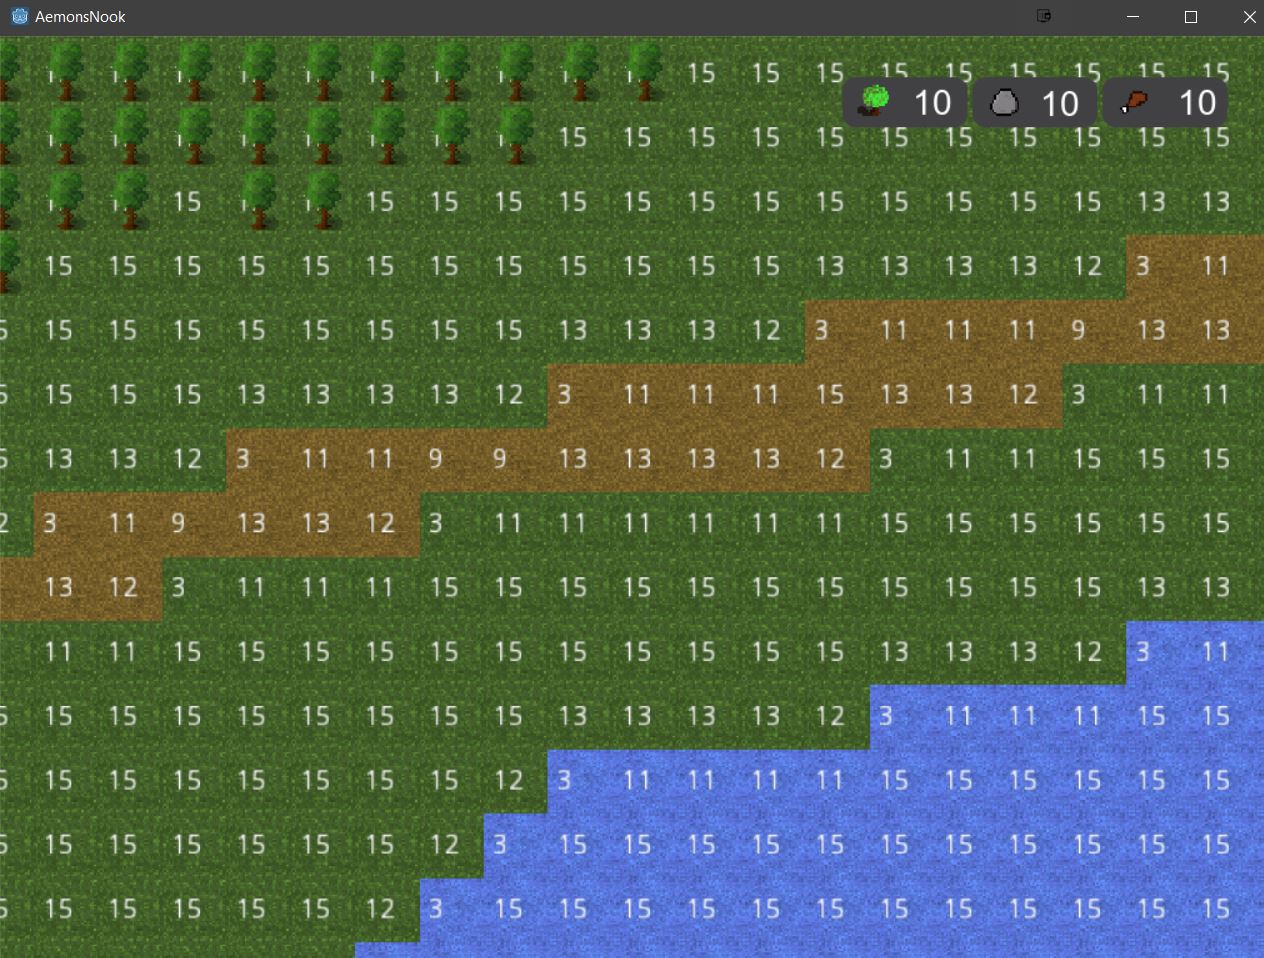 AemonsNook
15 15 15 15 15 15 15 15 15
10 10 10
15 15 15 15 15 15 15 15 15 15 15
15 15 15 15 15 15 15 15 15 15 15 15 15 13 13
15 15 15 15 15 15 15 15 15 15 15 15 13 13 13 13 12 3 11
15 15 15 15 15 15 15 15 13 13 13 12 3 11 11 11 9 13 13
15 15 15 13 13 13 13 12 3 11 11 11 15 13 13 12 3 11 11
13 13 12 3 11 11 9 9 13 13 13 13 12 3 11 11 15 15 15
3 11 9 13 13 12 3 11 11 11 11 11 11 15 15 15 15 15 15
13 12 3 11 11 11 15 15 15 15 15 15 15 15 15 15 15 13 13
11 11 15 15 15 15 15 15 15 15 15 15 15 13 13 13 12 3 11
15 15 15 15 15 15 15 15 13 13 13 13 12 3 11 11 11 15 15
15 15 15 15 15 15 15 12 3 11 11 11 11 15 15 15 15 15 15
15 15 15 15 15 15 12 3 15 15 15 15 15 15 15 15 15 15 15
15 15 15 15 15 12 3 15 15 15 15 15 15 15 15 15 15 15 15